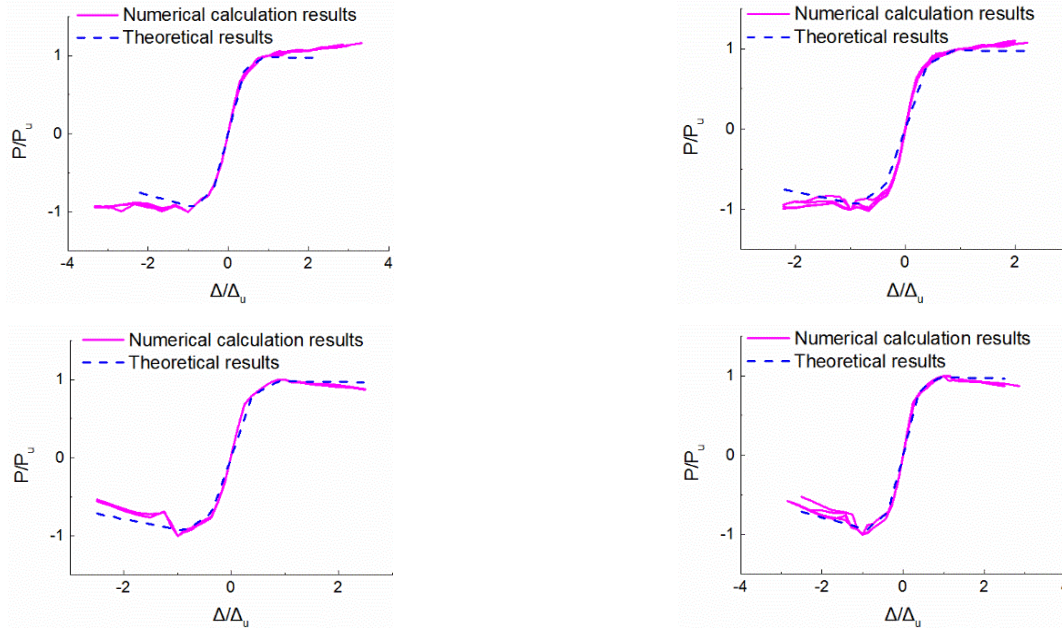 Numerical calculation results
Theoretical results
1
0
-1
P/Pu
-4 -2 0 2 4
Δ/Δu
Numerical calculation results
Theoretical results
1
0
-1
P/Pu
-2 0 2
Δ/Δu
Numerical calculation results
Theoretical results
1
0
-1
P/Pu
-2 0 2
Δ/Δu
Numerical calculation results
Theoretical results
1
0
-1
P/Pu
-4 -2 0 2
Δ/Δu